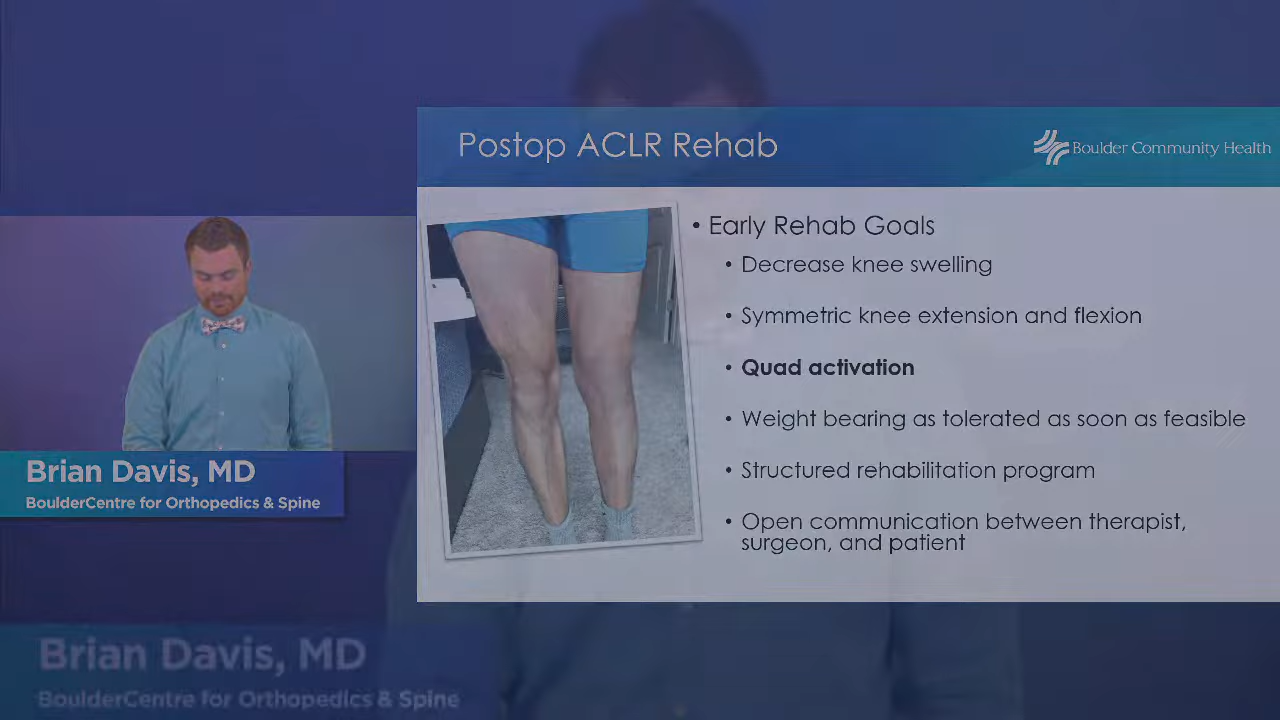 Postop ACLR Rehab
Boulder Community Health
• Early Rehab Goals
• Decrease knee swelling
• Symmetric knee extension and flexion
• Quad activation
• Weight bearing as tolerated as soon as feasible
• Structured rehabilitation program
• Open communication between therapist,
surgeon, and patient
Brian Davis, MD
BoulderCentre for Orthopedics & Spine
Brian Davis, MD
BoulderCentre for Orthopedics & Spine